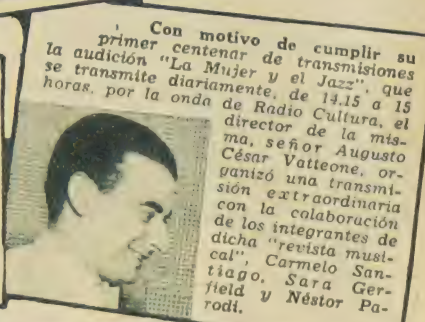 Con motivo de cumplir su
primer centenar de transmisiones
la audición "La Mujer y el Jazz", que
se transmite diariamente, de 14.15 a 15
horas, por la onda de Radio Cultura, el
director de la mis-
ma, señor Augusto
César Vatteone, or-
ganizó una transmi-
sión extraordinaria
con la colaboración
de los integrantes de
dicha "revista musi-
cal", Carmelo San-
tiago, Sara Ger-
field y Néstor Pa-
rodi.